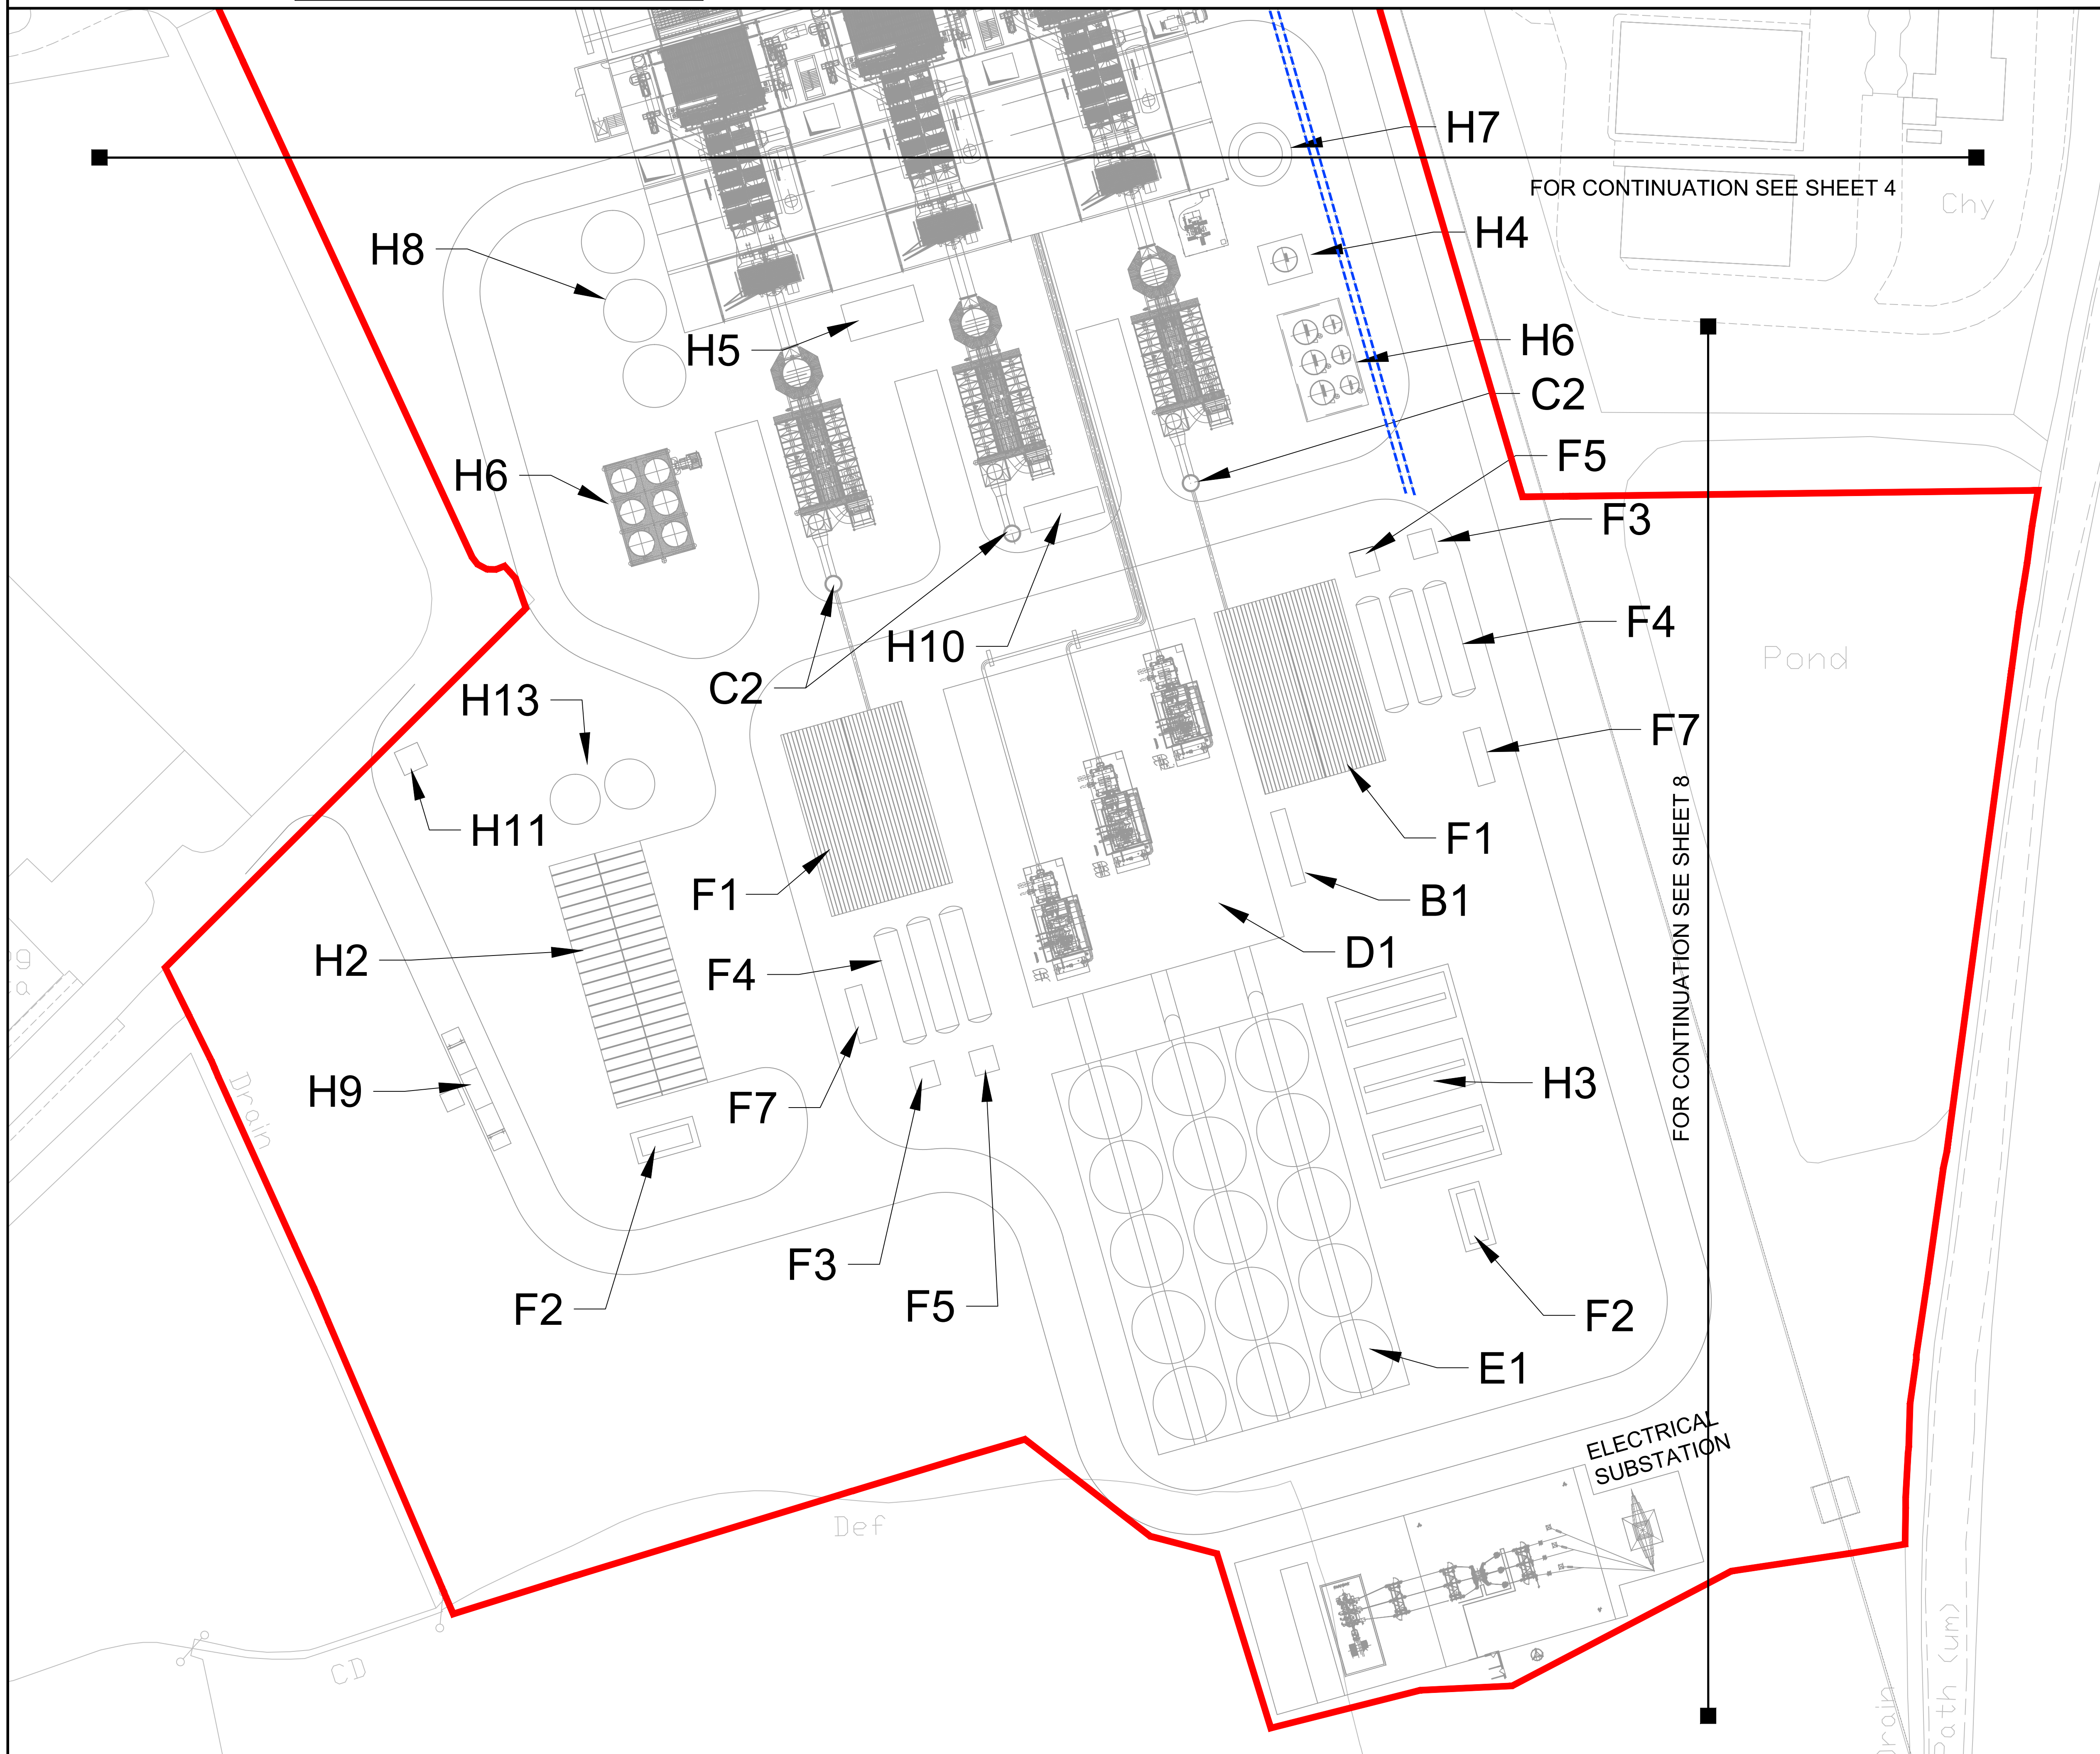 H7
FOR CONTINUATION SEE SHEET 4
Chy
H8
H4
H5
H6
C2
F5
H6
F3
H10
F4
Pond
C2
H13
F7
H11
F1
F1
FOR CONTINUATION SEE SHEET 8
B1
H2
F4
D1
Drain
H9
F7
H3
F3
F5
F2
F2
E1
ELECTRICAL
SUBSTATION
Def
CD
Drain
Path (um)